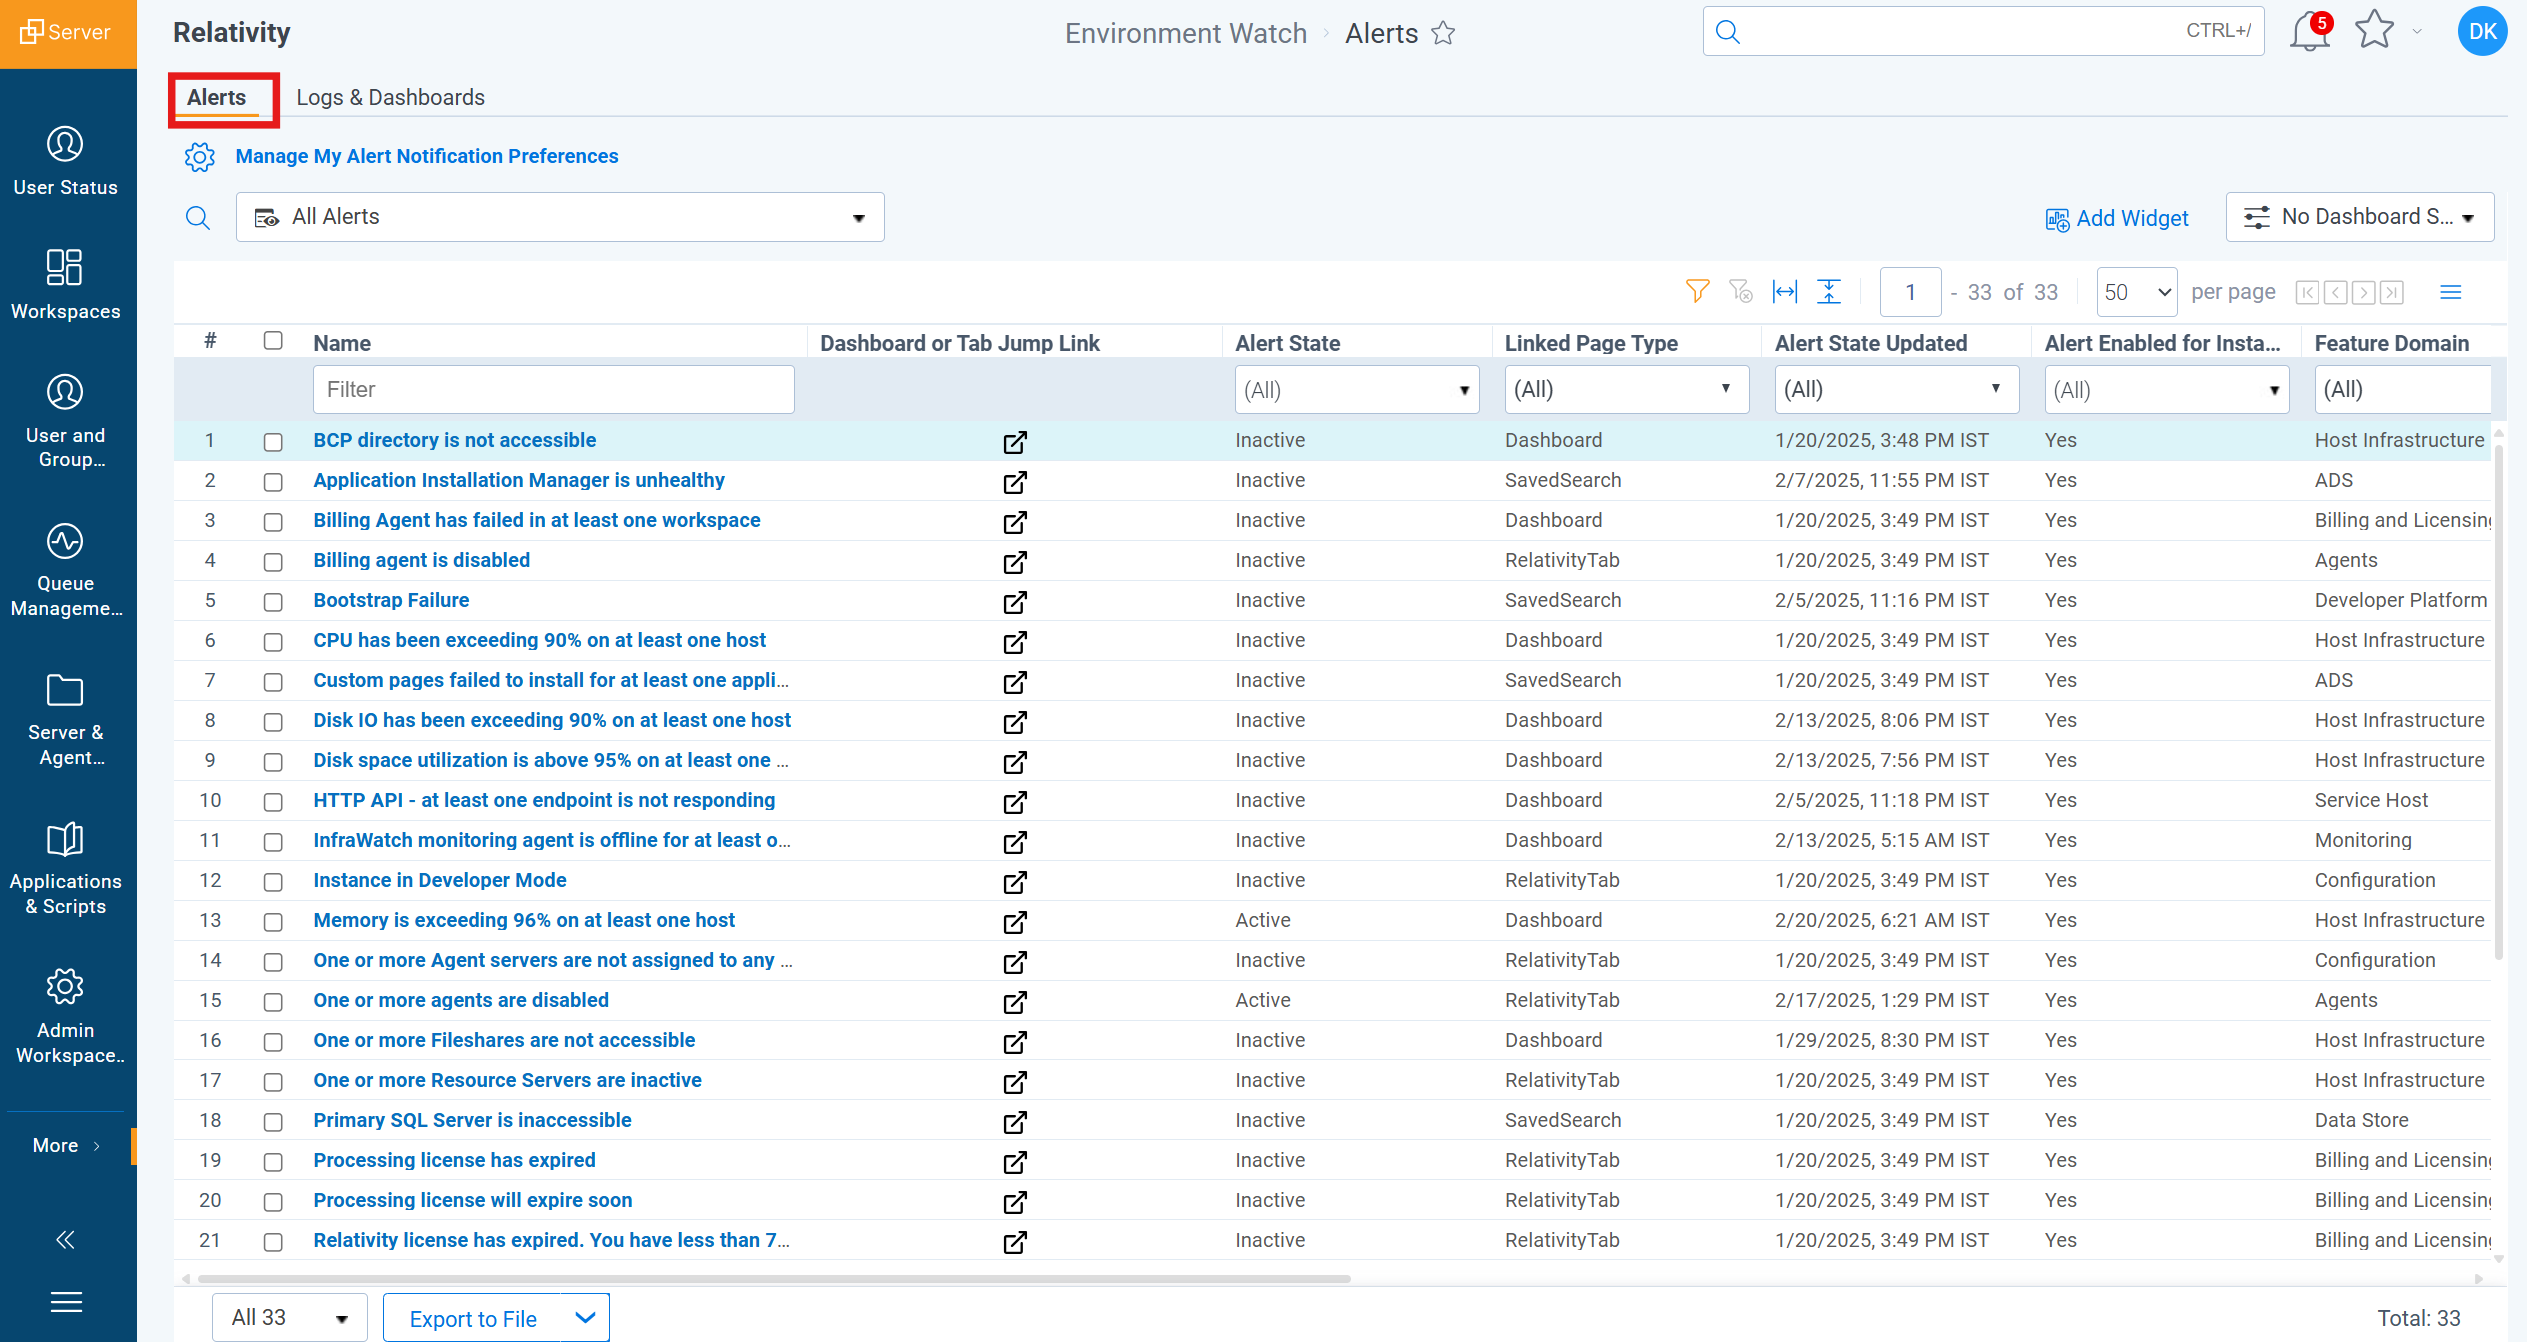 Server
Relativity
Environment Watch > Alerts
CTRL+/
5
DK
Alerts
Logs & Dashboards
Manage My Alert Notification Preferences
All Alerts
Add Widget
No Dashboard S...
1 - 33 of 33
50
per page
# Name Dashboard or Tab Jump Link Alert State Linked Page Type Alert State Updated Alert Enabled for Insta... Feature Domain
Filter (All) (All) (All) (All) (All)
1 BCP directory is not accessible Inactive Dashboard 1/20/2025, 3:48 PM IST Yes Host Infrastructure
2 Application Installation Manager is unhealthy Inactive SavedSearch 2/7/2025, 11:55 PM IST Yes ADS
3 Billing Agent has failed in at least one workspace Inactive Dashboard 1/20/2025, 3:49 PM IST Yes Billing and Licensing
4 Billing agent is disabled Inactive RelativityTab 1/20/2025, 3:49 PM IST Yes Agents
5 Bootstrap Failure Inactive SavedSearch 2/5/2025, 11:16 PM IST Yes Developer Platform
6 CPU has been exceeding 90% on at least one host Inactive Dashboard 1/20/2025, 3:49 PM IST Yes Host Infrastructure
7 Custom pages failed to install for at least one appli... Inactive SavedSearch 1/20/2025, 3:49 PM IST Yes ADS
8 Disk IO has been exceeding 90% on at least one host Inactive Dashboard 2/13/2025, 8:06 PM IST Yes Host Infrastructure
9 Disk space utilization is above 95% on at least one ... Inactive Dashboard 2/13/2025, 7:56 PM IST Yes Host Infrastructure
10 HTTP API - at least one endpoint is not responding Inactive Dashboard 2/5/2025, 11:18 PM IST Yes Service Host
11 InfraWatch monitoring agent is offline for at least o... Inactive Dashboard 2/13/2025, 5:15 AM IST Yes Monitoring
12 Instance in Developer Mode Inactive RelativityTab 1/20/2025, 3:49 PM IST Yes Configuration
13 Memory is exceeding 96% on at least one host Active Dashboard 2/20/2025, 6:21 AM IST Yes Host Infrastructure
14 One or more Agent servers are not assigned to any ... Inactive RelativityTab 1/20/2025, 3:49 PM IST Yes Configuration
15 One or more agents are disabled Active RelativityTab 2/17/2025, 1:29 PM IST Yes Agents
16 One or more Fileshares are not accessible Inactive Dashboard 1/29/2025, 8:30 PM IST Yes Host Infrastructure
17 One or more Resource Servers are inactive Inactive RelativityTab 1/20/2025, 3:49 PM IST Yes Host Infrastructure
18 Primary SQL Server is inaccessible Inactive SavedSearch 1/20/2025, 3:49 PM IST Yes Data Store
19 Processing license has expired Inactive RelativityTab 1/20/2025, 3:49 PM IST Yes Billing and Licensing
20 Processing license will expire soon Inactive RelativityTab 1/20/2025, 3:49 PM IST Yes Billing and Licensing
21 Relativity license has expired. You have less than 7... Inactive RelativityTab 1/20/2025, 3:49 PM IST Yes Billing and Licensing
All 33
Export to File
Total: 33
User Status
Workspaces
User and
Group...
Queue
Manageme...
Server &
Agent...
Applications
& Scripts
Admin
Workspace..
More >